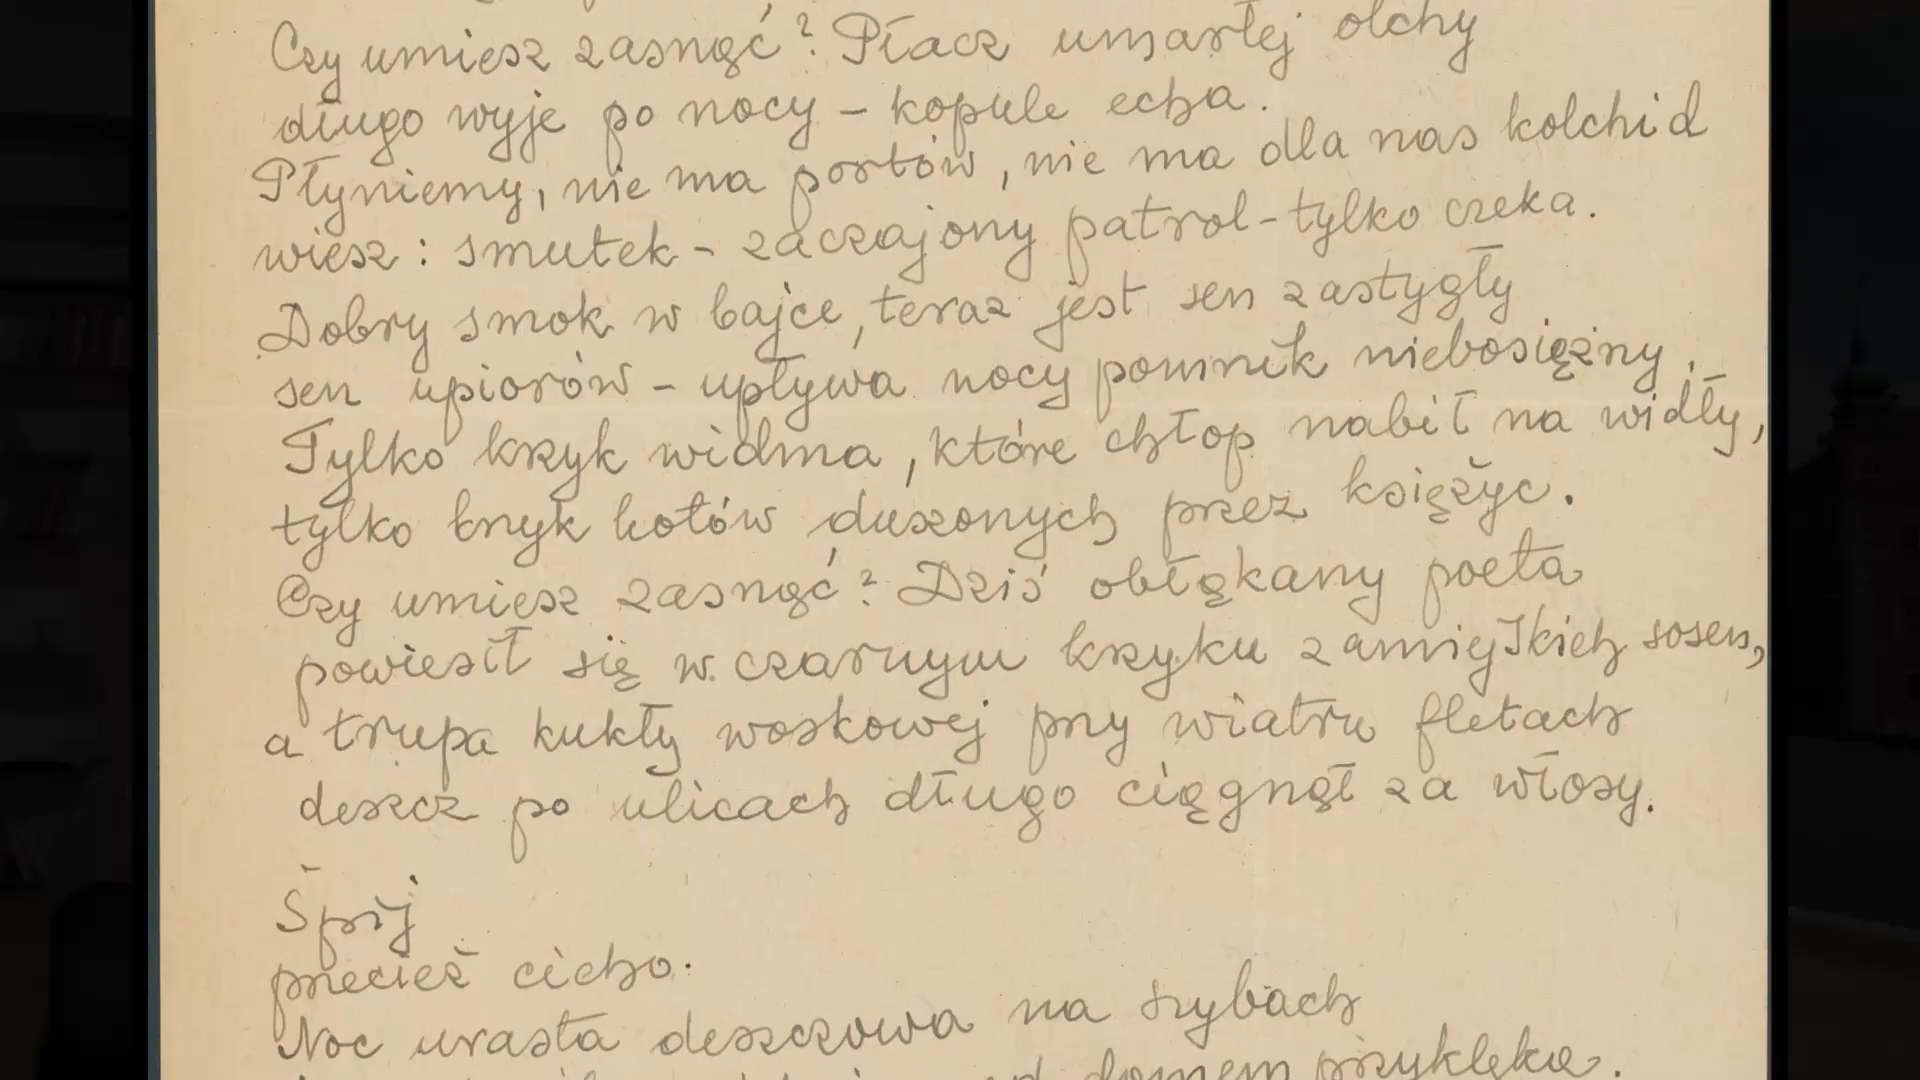 Czy umiesz zasnąć? Płacz umarłej olchy
długo wyje po nocy – kopule echa.
Płyniemy, nie ma portów, nie ma dla nas kolchid
wiesz: smutek – zaczajony patrol – tylko czeka.
Dobry smok w bajce, teraz jest sen zastygły
sen upiorów – upływa nocy pomnik niebosiężny.
Tylko krzyk widma, które chłop nabił na widły,
tylko krzyk kotów duszonych przez księżyc.
Czy umiesz zasnąć? Dziś obłąkany poeta
powiesił się w czarnym krzyku zamiejskich sosen,
a trupa kukły woskowej przy wiatru fletach
deszcz po ulicach długo ciągnął za włosy.
Śpij
przecież cicho.
Noc urasta deszczowa na szybach
domem przyklęka.